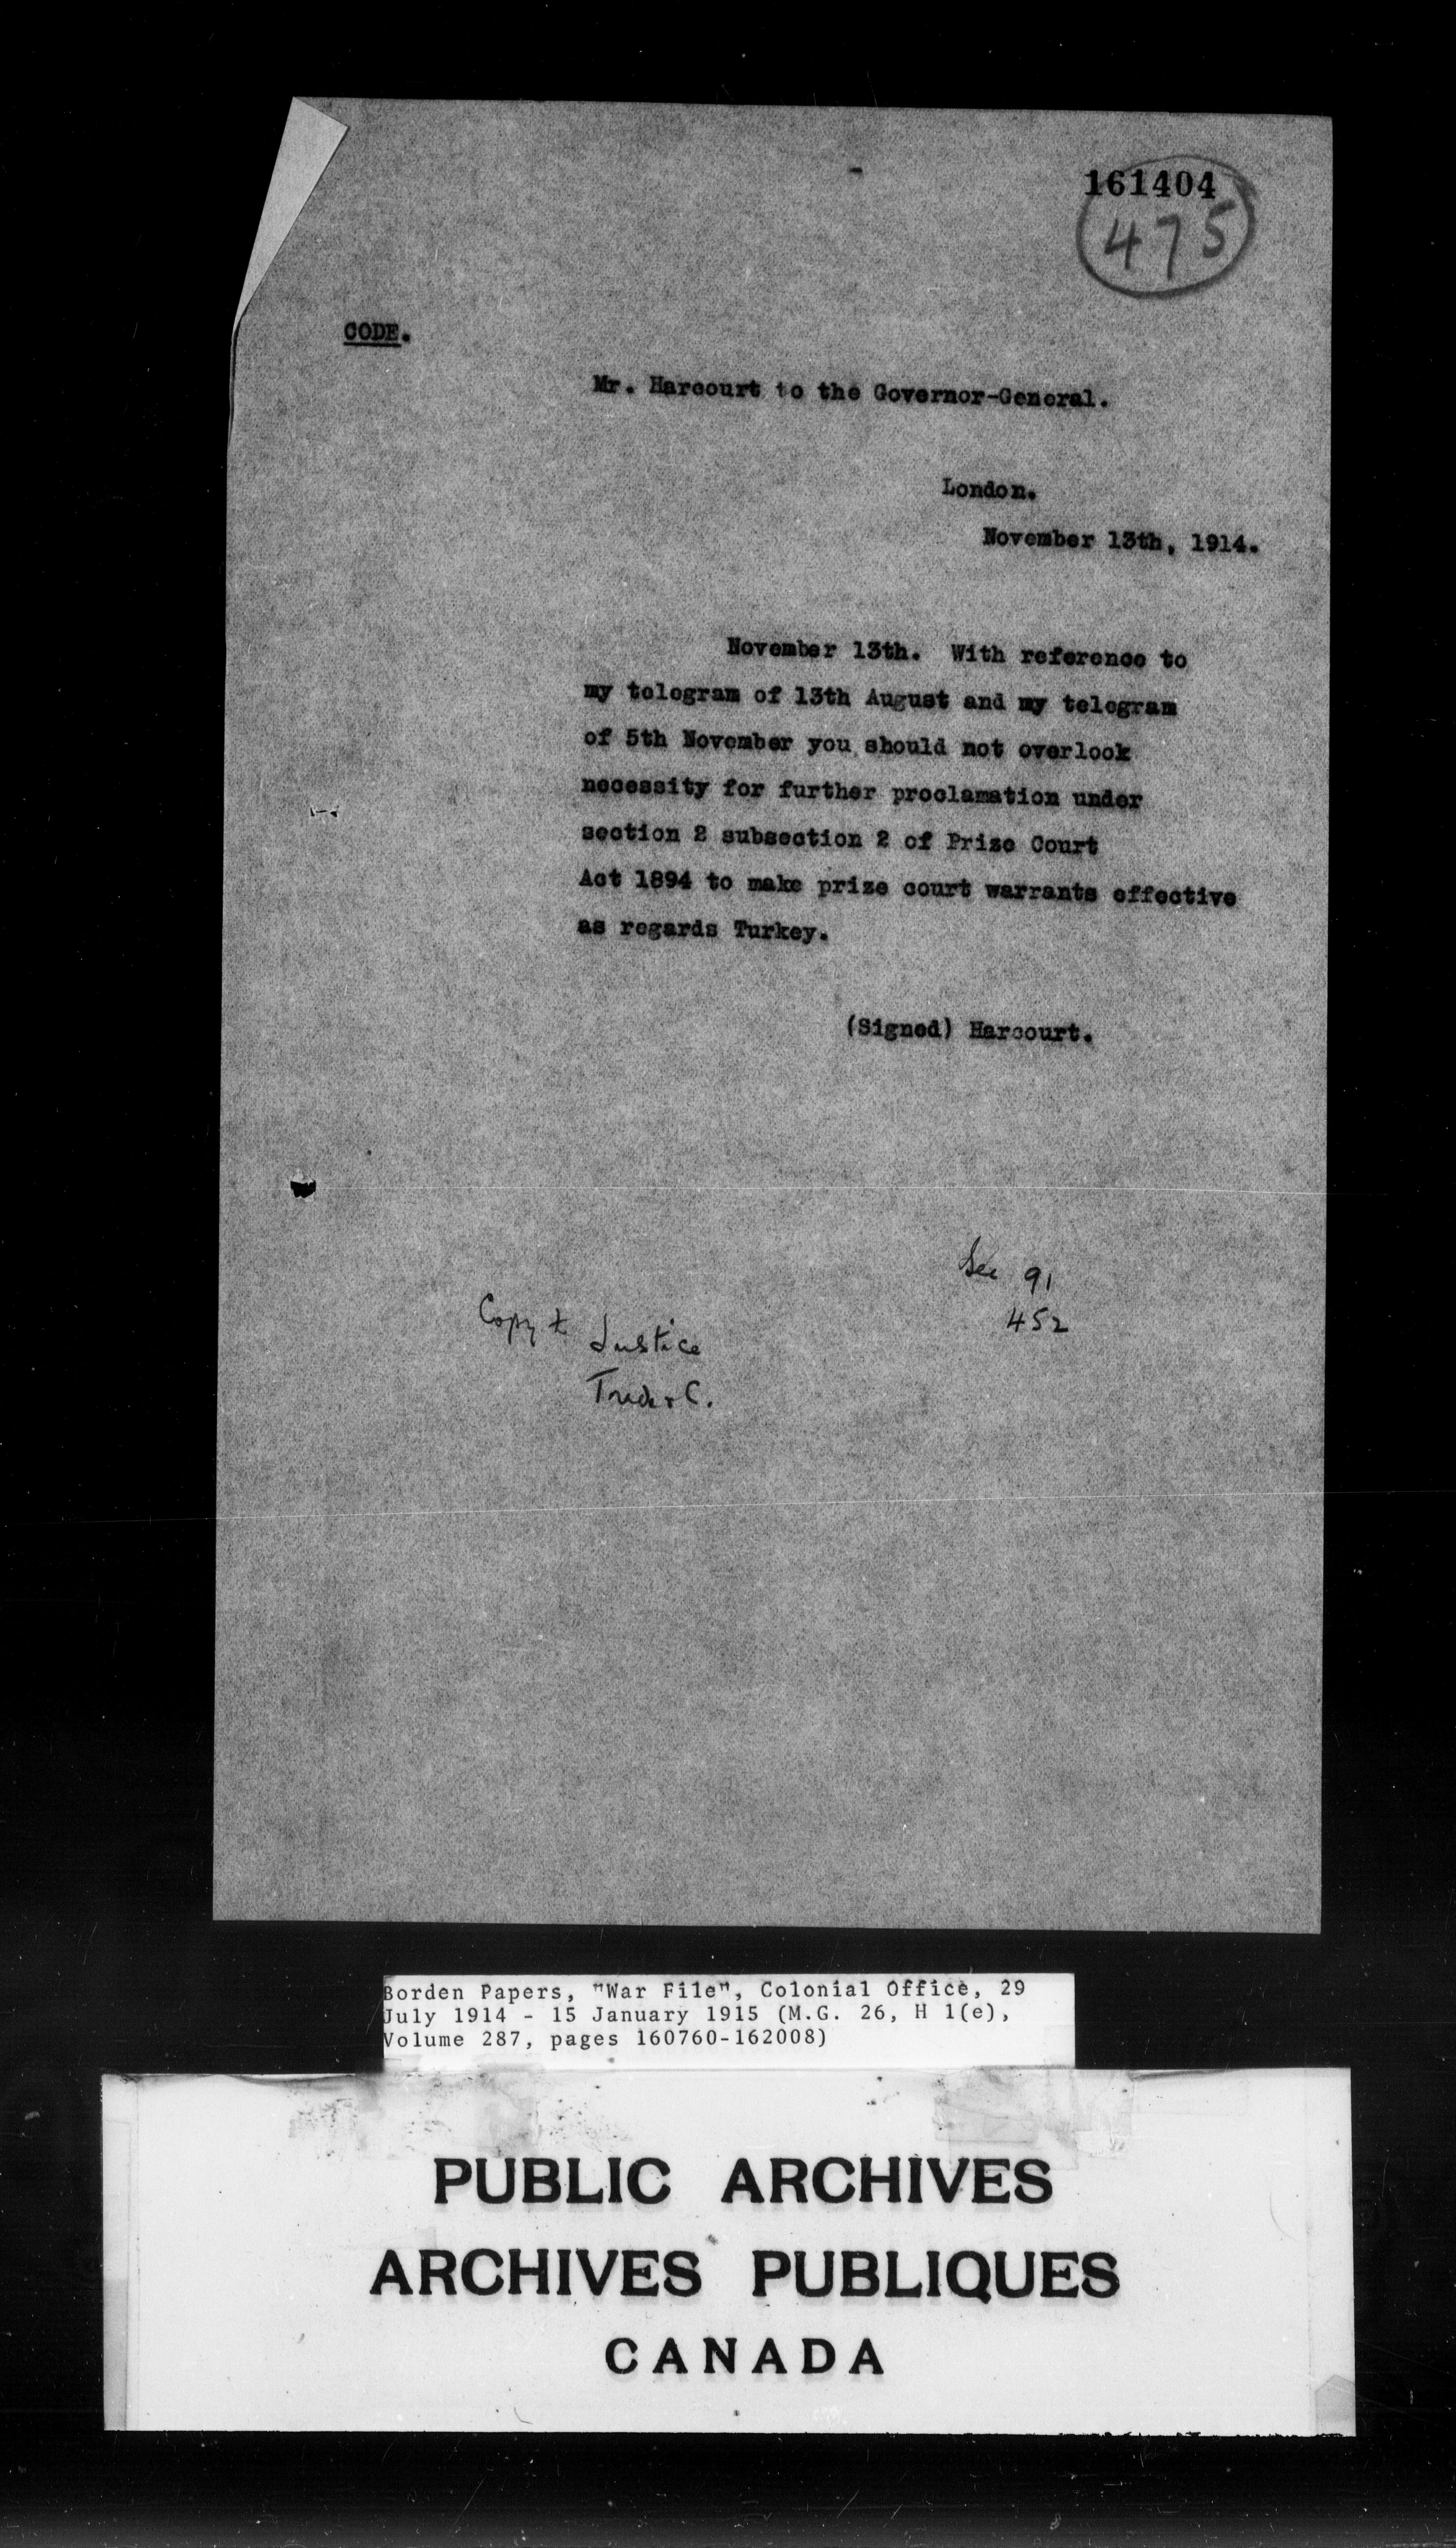 161404
475
CODE.
Mr. Harcourt to the Governor-General.
London.
November 13th, 1914.
November 13th. With reference to
my telegram of 13th August and my telegram
of 5th November you should not overlook
necessity for further proclamation under
section 2 subsection 2 of Prize Court
Act 1894 to make prize court warrants effective
as regards Turkey.
(Signed) Harcourt.
See 91
452
Copy to Justice
Trade & C.
Borden Papers, "War File", Colonial Office, 29
July 1914 - 15 January 1915 (M.G. 26, H 1(e),
Volume 287, pages 160760-162008)
PUBLIC ARCHIVES
ARCHIVES PUBLIQUES
CANADA